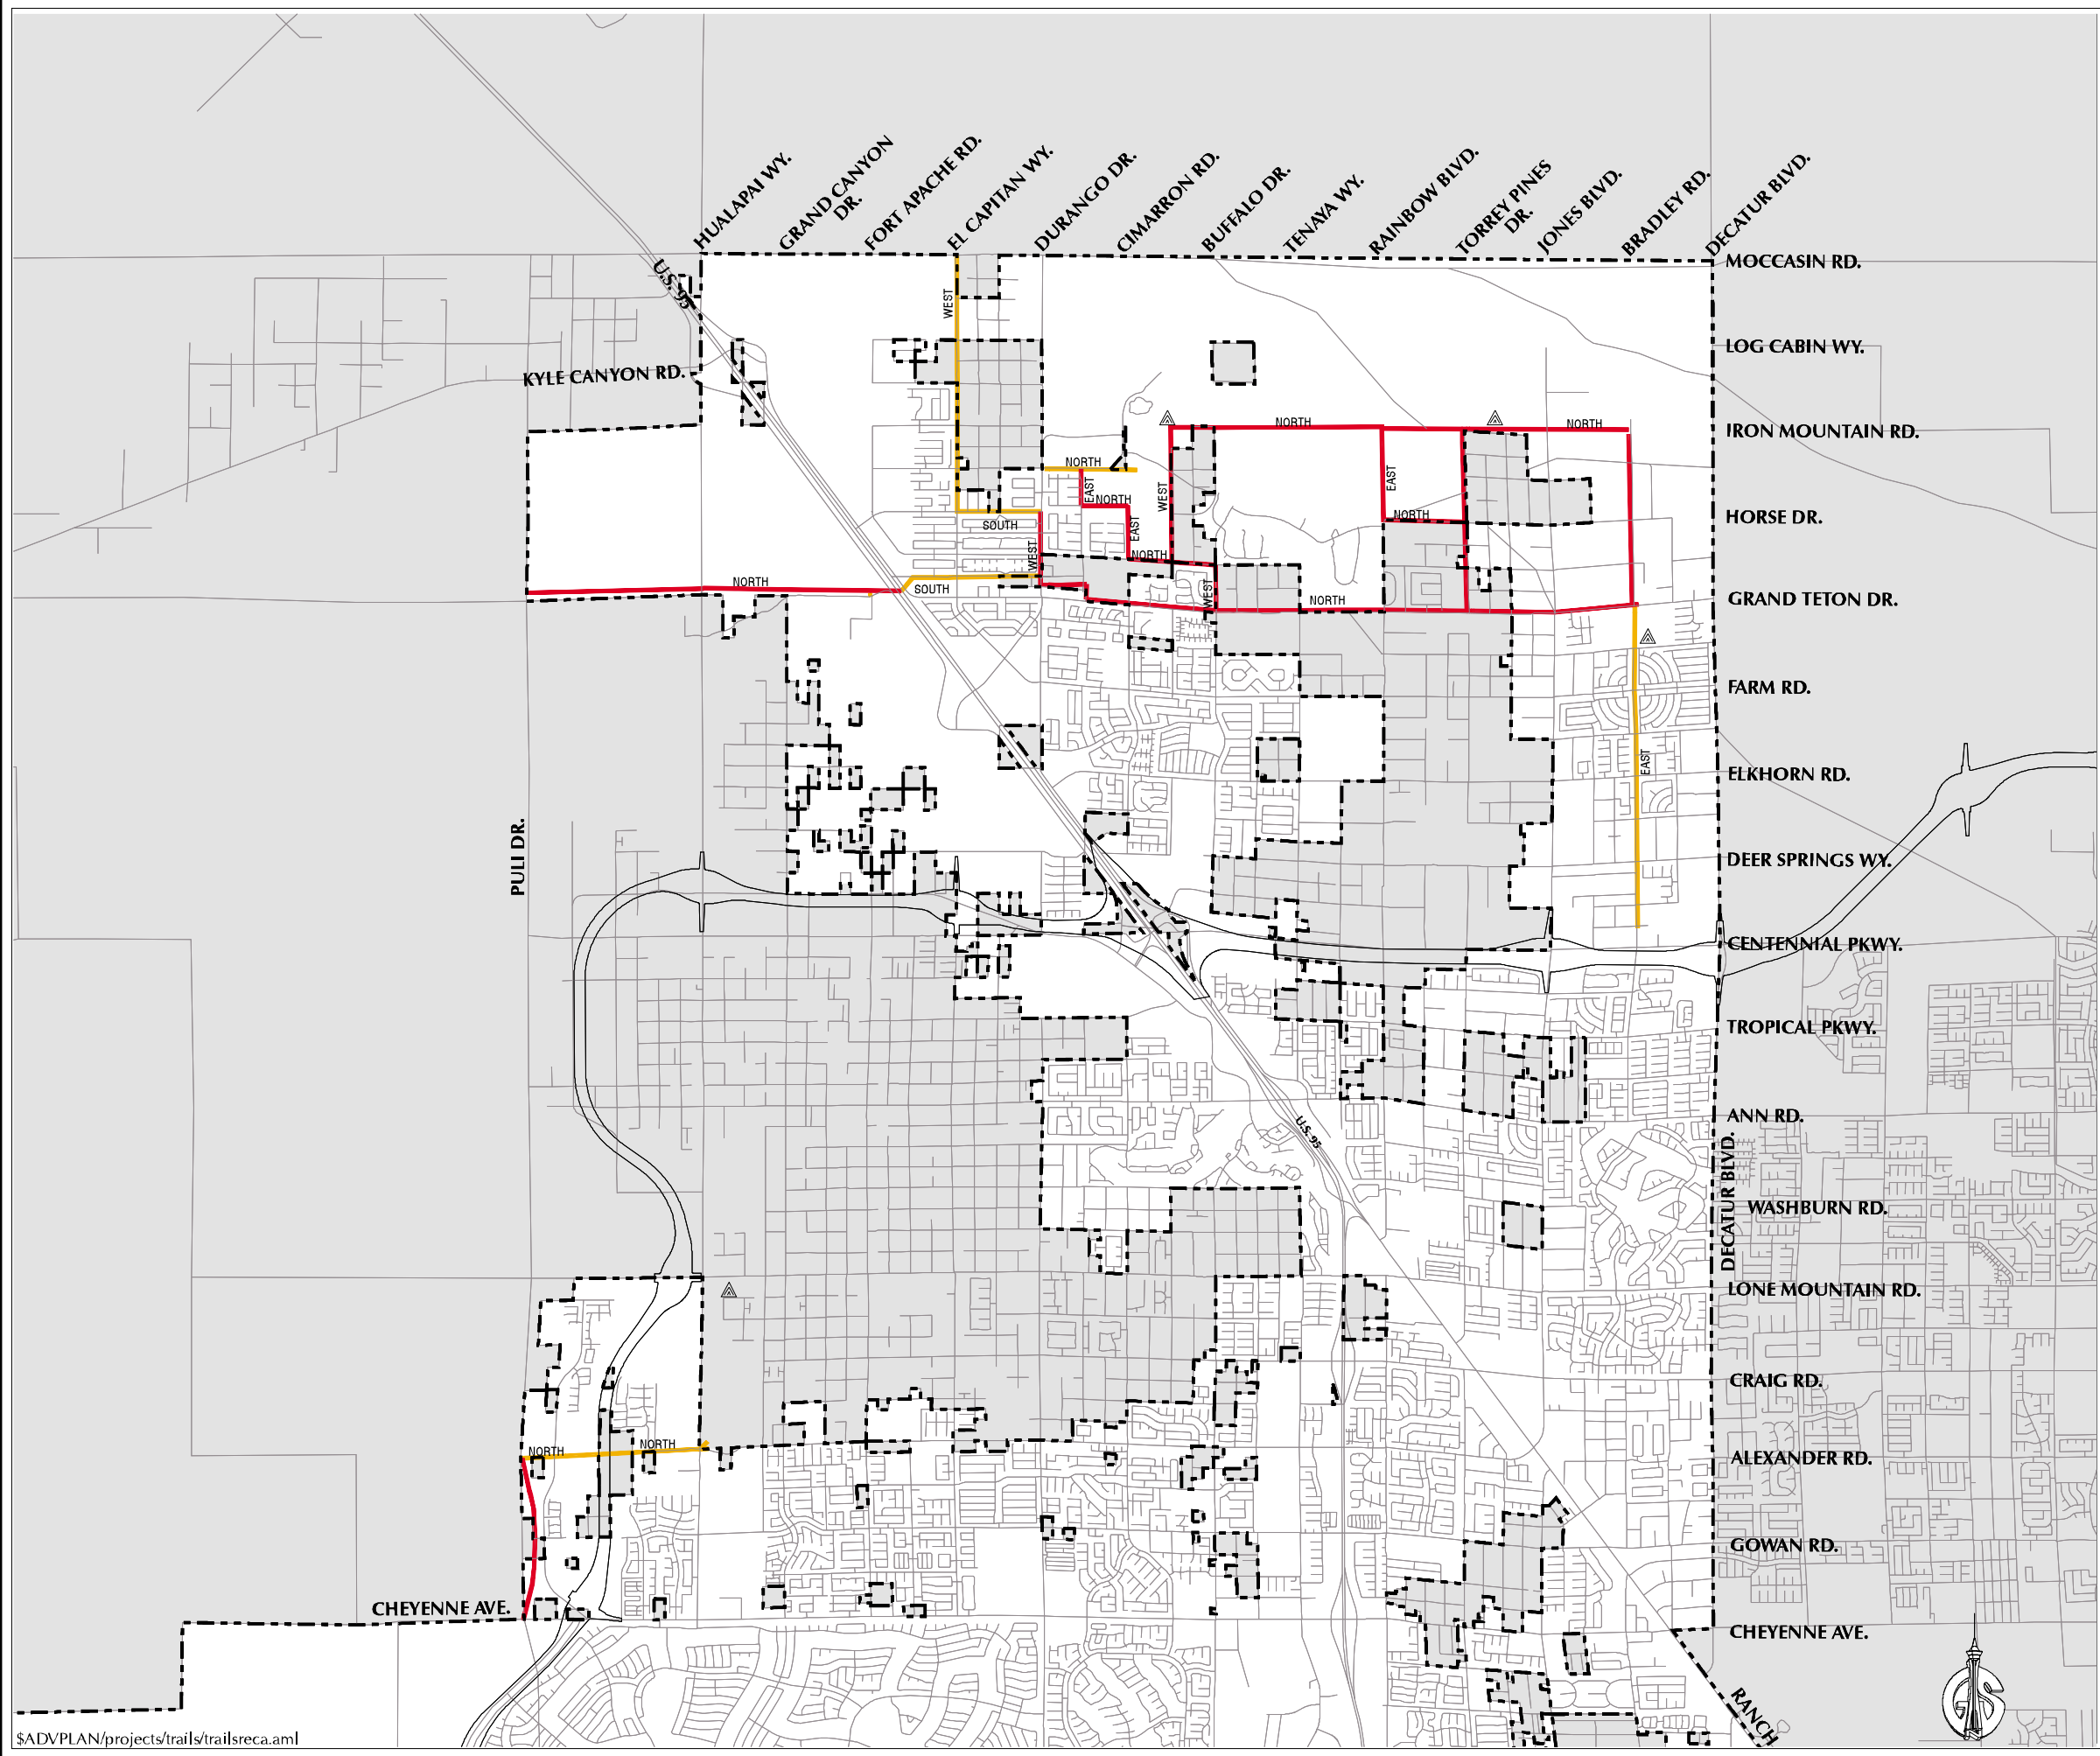 HUALAPAI WY.
GRAND CANYON
DR.
FORT APACHE RD.
EL CAPITAN WY.
DURANGO DR.
CIMARRON RD.
BUFFALO DR.
TENAYA WY.
RAINBOW BLVD.
TORREY PINES
DR.
JONES BLVD.
BRADLEY RD.
DECATUR BLVD.
U.S. 95
MOCCASIN RD.
WEST
LOG CABIN WY.
KYLE CANYON RD.
NORTH
NORTH
IRON MOUNTAIN RD.
NORTH
EAST
NORTH
WEST
EAST
NORTH
HORSE DR.
SOUTH
EAST
WEST
NORTH
NORTH
SOUTH
WEST
NORTH
GRAND TETON DR.
FARM RD.
EAST
ELKHORN RD.
PULI DR.
DEER SPRINGS WY.
CENTENNIAL PKWY.
TROPICAL PKWY.
U.S. 95
ANN RD.
DECATUR BLVD.
WASHBURN RD.
LONE MOUNTAIN RD.
CRAIG RD.
NORTH
NORTH
ALEXANDER RD.
GOWAN RD.
CHEYENNE AVE.
CHEYENNE AVE.
RANCH
$ADVPLAN/projects/trails/trailsreca.aml